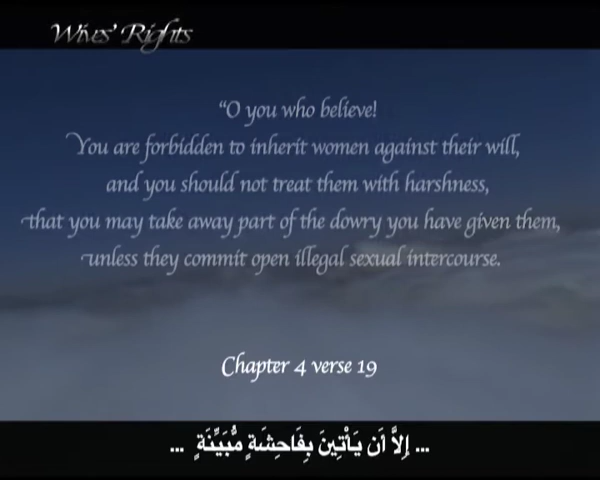 Wives' Rights
“O you who believe!
You are forbidden to inherit women against their will,
and you should not treat them with harshness,
that you may take away part of the dowry you have given them,
unless they commit open illegal sexual intercourse.
Chapter 4 verse 19
... إِلاَّ أَن يَأْتِينَ بِفَاحِشَةٍ مُّبَيِّنَةٍ ...